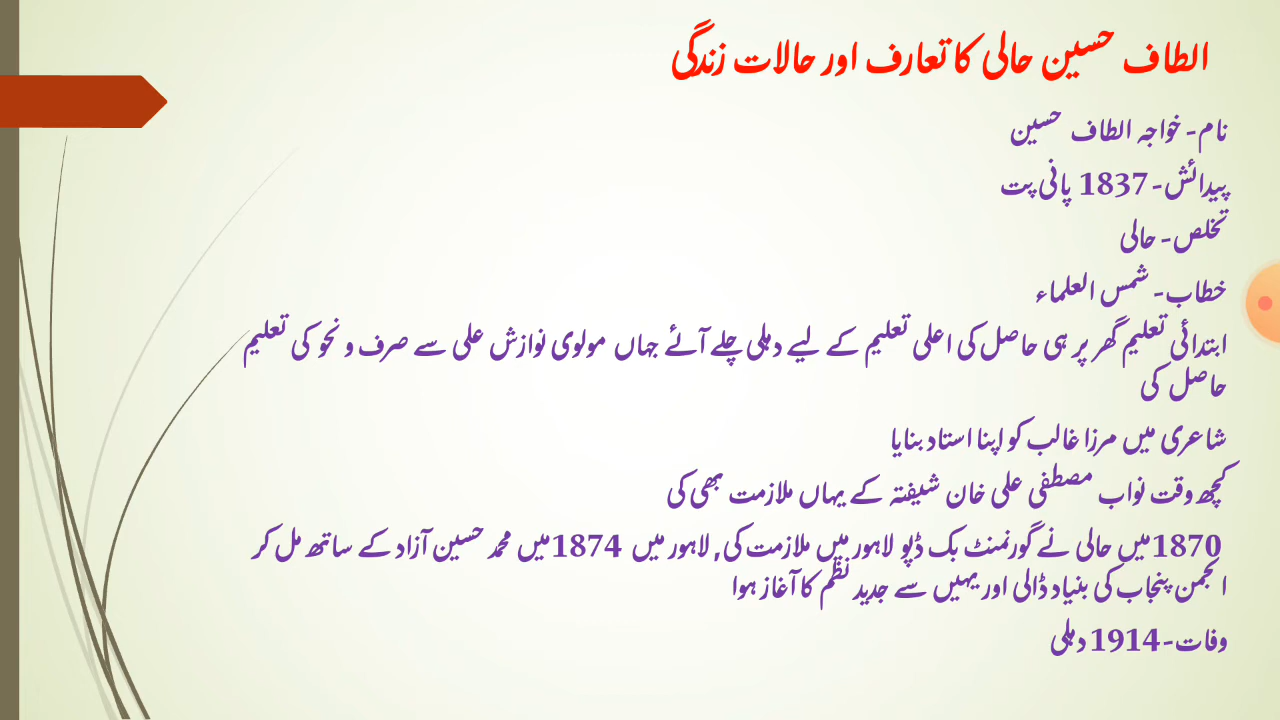 الطاف حسین حالی کا تعارف اور حالات زندگی
نام- خواجہ الطاف حسین
پیدائش-1837 پانی پت
تخلص- حالی
خطاب- شمس العلماء
ابتدائی تعلیم گھر پر ہی حاصل کی اعلی تعلیم کے لیے دہلی چلے آئے جہاں مولوی نوازش علی سے صرف و نحو کی تعلیم
حاصل کی
شاعری میں مرزا غالب کو اپنا استاد بنایا
کچھ وقت نواب مصطفی علی خان شیفتہ کے یہاں ملازمت بھی کی
1870میں حالی نے گورنمنٹ بک ڈپو لاہور میں ملازمت کی, لاہور میں 1874میں محمد حسین آزاد کے ساتھ مل کر
انجمن پنجاب کی بنیاد ڈالی اور یہیں سے جدید نظم کا آغاز ہوا
وفات-1914 دہلی